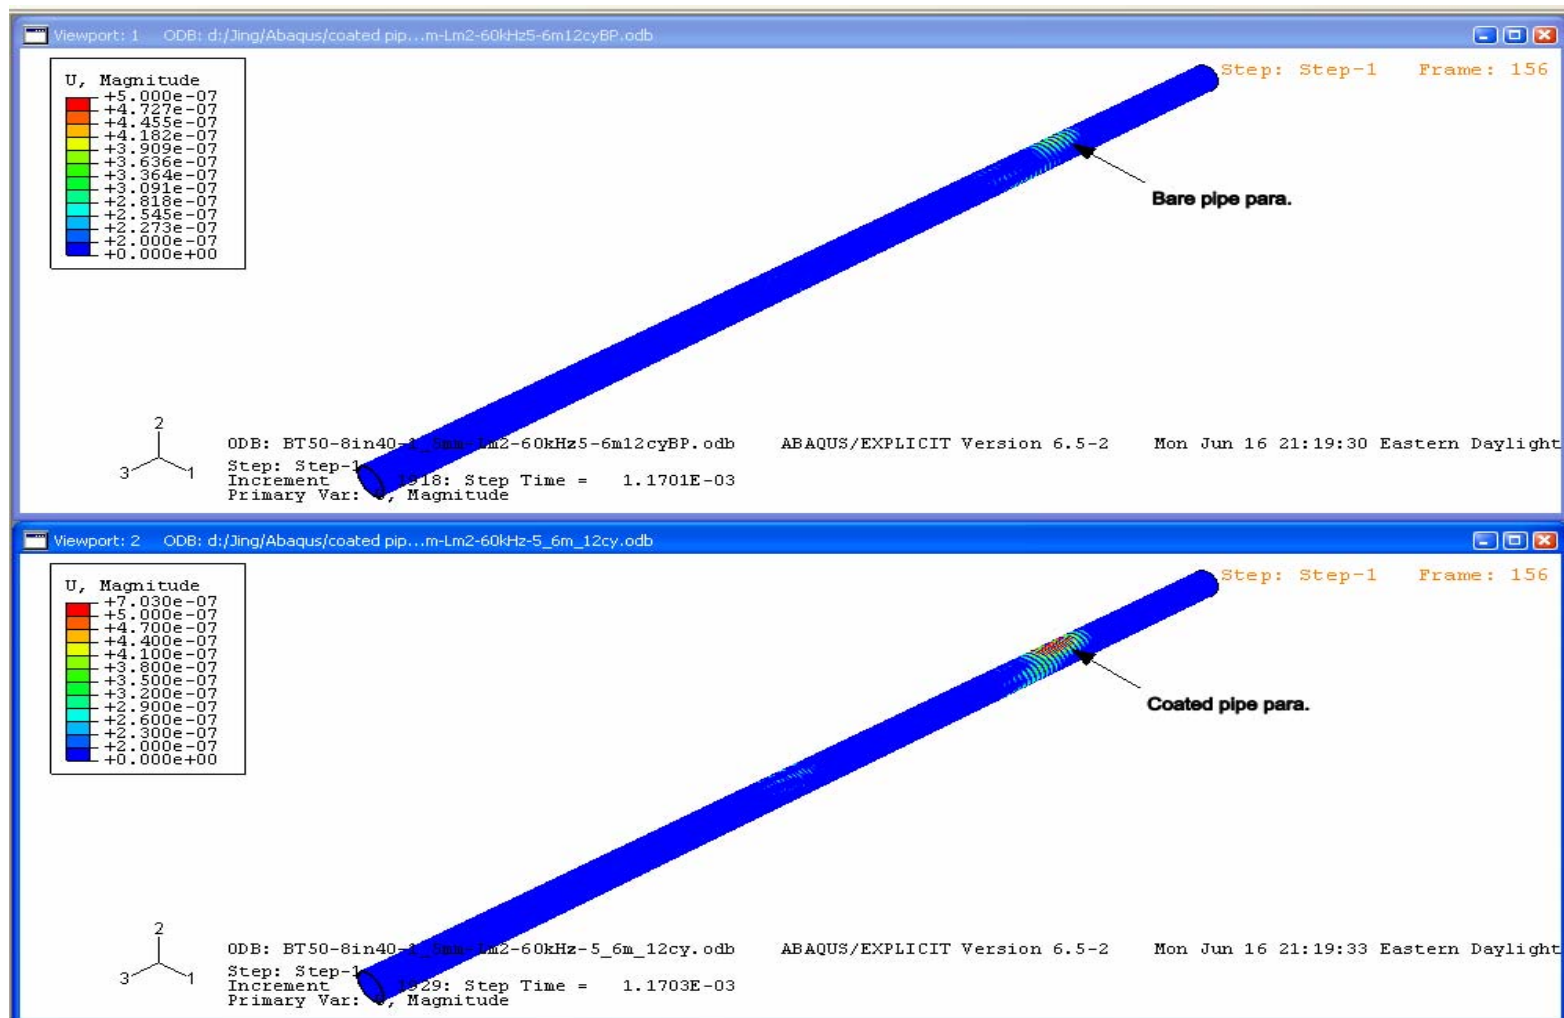 Viewport: 1 ODB: d:/Jing/Abaqus/coated pip...m-Lm2-60kHz5-6m12cyBP.odb
U, Magnitude
+5.000e-07
+4.727e-07
+4.455e-07
+4.182e-07
+3.909e-07
+3.636e-07
+3.364e-07
+3.091e-07
+2.818e-07
+2.545e-07
+2.273e-07
+2.000e-07
+0.000e+00
Step: Step-1 Frame: 156
Bare pipe para.
2
3 1
ODB: BT50-8in40-1_5mm-Lm2-60kHz5-6m12cyBP.odb ABAQUS/EXPLICIT Version 6.5-2 Mon Jun 16 21:19:30 Eastern Daylight
Step: Step-1
Increment 1918: Step Time = 1.1701E-03
Primary Var: U, Magnitude
Viewport: 2 ODB: d:/Jing/Abaqus/coated pip...m-Lm2-60kHz-5_6m_12cy.odb
U, Magnitude
+7.030e-07
+5.000e-07
+4.700e-07
+4.400e-07
+4.100e-07
+3.800e-07
+3.500e-07
+3.200e-07
+2.900e-07
+2.600e-07
+2.300e-07
+2.000e-07
+0.000e+00
Step: Step-1 Frame: 156
Coated pipe para.
2
3 1
ODB: BT50-8in40-1_5mm-Lm2-60kHz-5_6m_12cy.odb ABAQUS/EXPLICIT Version 6.5-2 Mon Jun 16 21:19:33 Eastern Daylight
Step: Step-1
Increment 1929: Step Time = 1.1703E-03
Primary Var: U, Magnitude